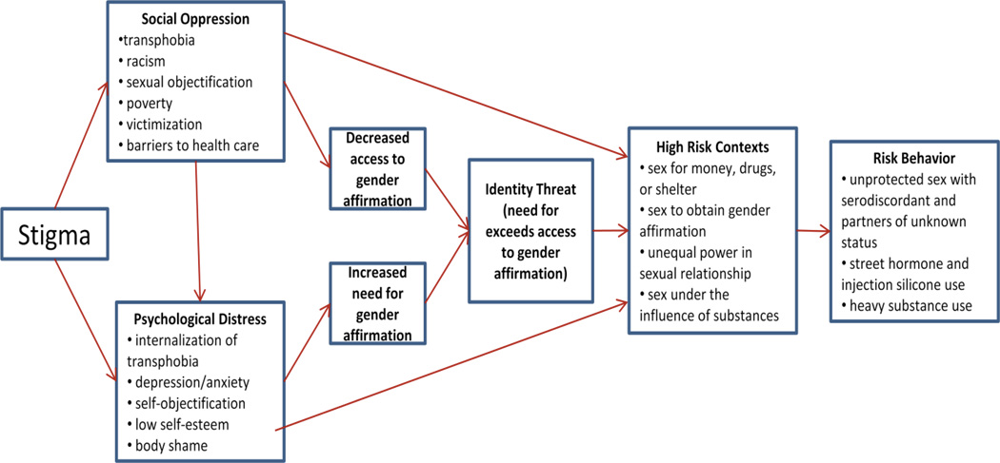 Stigma
Social Oppression
•transphobia
• racism
• sexual objectification
• poverty
• victimization
• barriers to health care
Psychological Distress
• internalization of
transphobia
• depression/anxiety
• self-objectification
• low self-esteem
• body shame
Decreased
access to
gender
affirmation
Increased
need for
gender
affirmation
Identity Threat
(need for
exceeds access
to gender
affirmation)
High Risk Contexts
• sex for money, drugs,
or shelter
• sex to obtain gender
affirmation
• unequal power in
sexual relationship
• sex under the
influence of substances
Risk Behavior
• unprotected sex with
serodiscordant and
partners of unknown
status
• street hormone and
injection silicone use
• heavy substance use